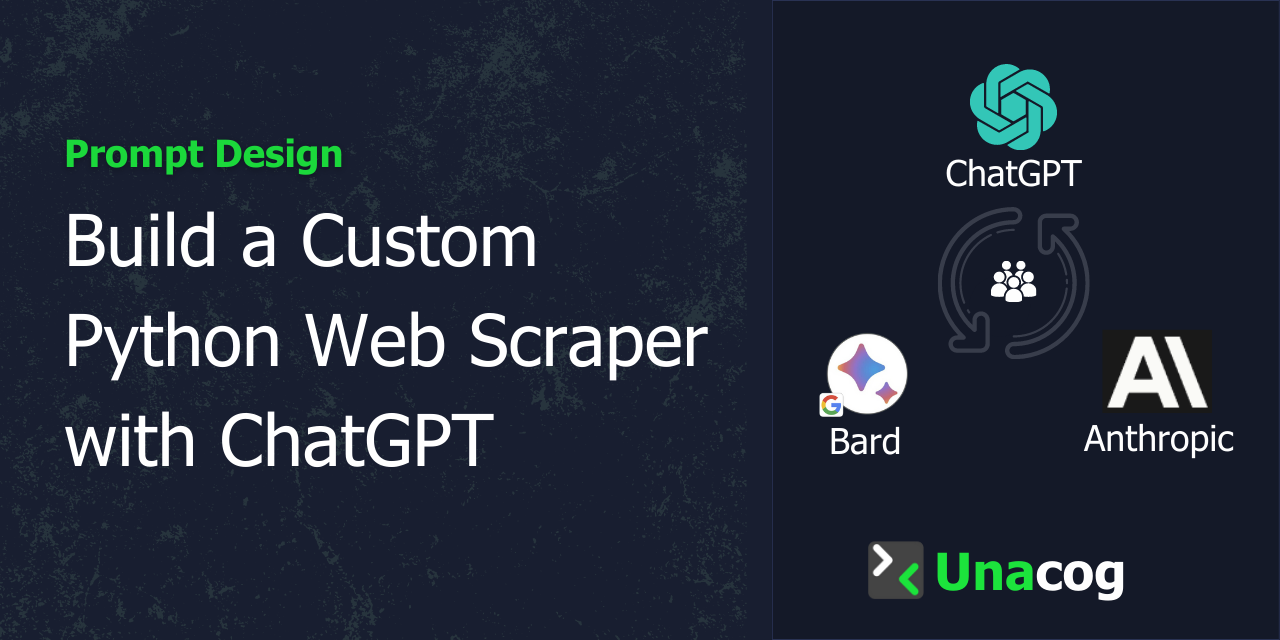 Prompt Design
Build a Custom
Python Web Scraper
with ChatGPT
ChatGPT
Bard
Anthropic
Unacog